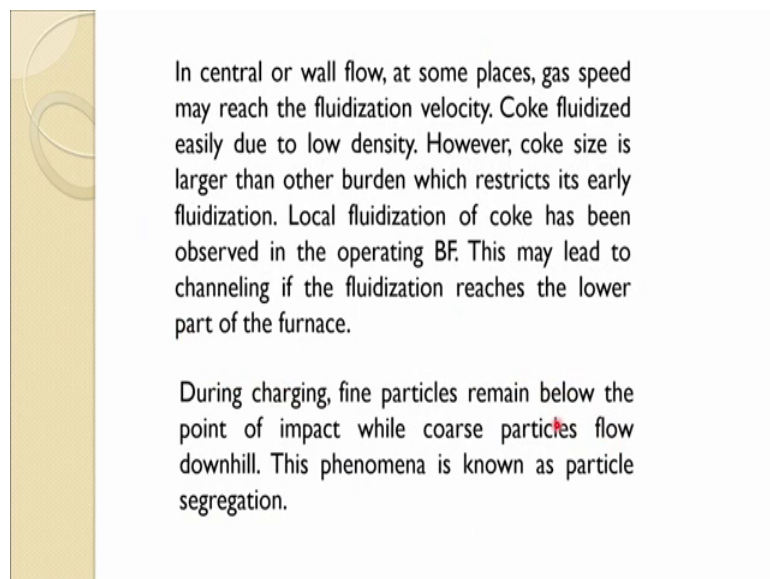 In central or wall flow, at some places, gas speed
may reach the fluidization velocity. Coke fluidized
easily due to low density. However, coke size is
larger than other burden which restricts its early
fluidization. Local fluidization of coke has been
observed in the operating BF. This may lead to
channeling if the fluidization reaches the lower
part of the furnace.
During charging, fine particles remain below the
point of impact while coarse particles flow
downhill. This phenomena is known as particle
segregation.